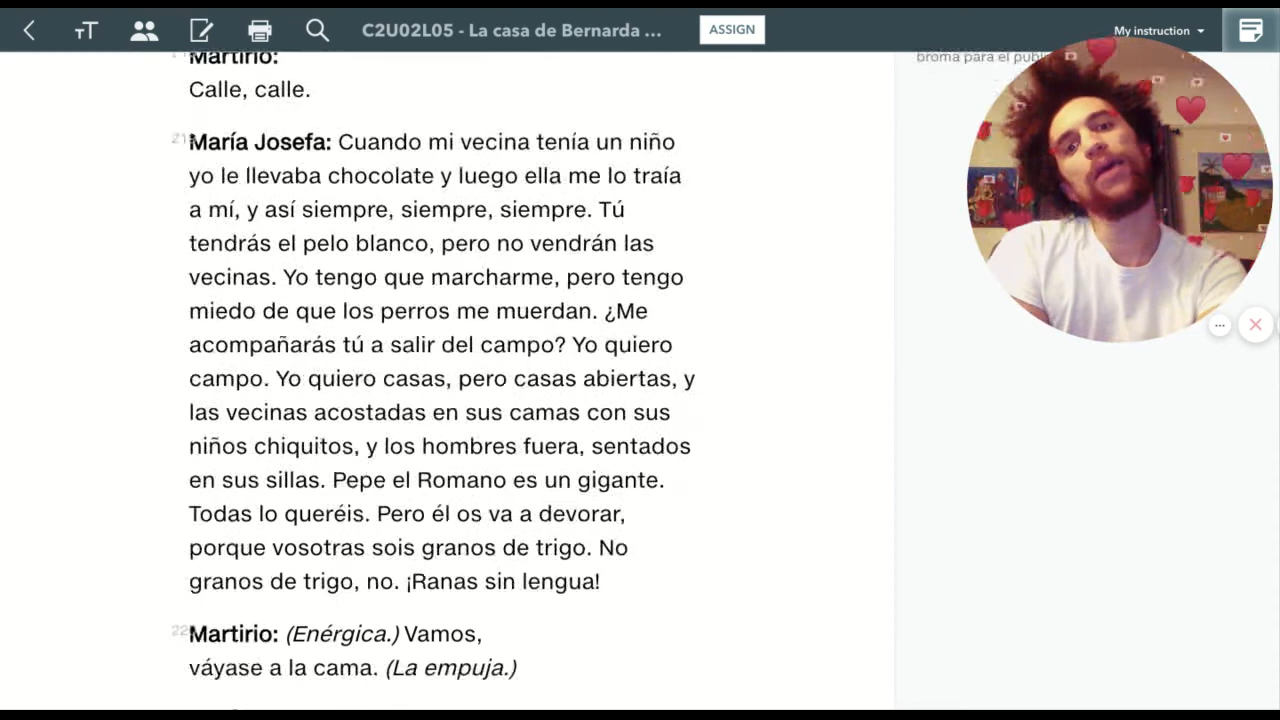 C2U02L05 - La casa de Bernarda ...
ASSIGN
My instruction
Martirio:
Calle, calle.
María Josefa: Cuando mi vecina tenía un niño
yo le llevaba chocolate y luego ella me lo traía
a mí, y así siempre, siempre, siempre. Tú
tendrás el pelo blanco, pero no vendrán las
vecinas. Yo tengo que marcharme, pero tengo
miedo de que los perros me muerdan. ¿Me
acompañarás tú a salir del campo? Yo quiero
campo. Yo quiero casas, pero casas abiertas, y
las vecinas acostadas en sus camas con sus
niños chiquitos, y los hombres fuera, sentados
en sus sillas. Pepe el Romano es un gigante.
Todas lo queréis. Pero él os va a devorar,
porque vosotras sois granos de trigo. No
granos de trigo, no. ¡Ranas sin lengua!
Martirio: (Enérgica.) Vamos,
váyase a la cama. (La empuja.)
broma para el